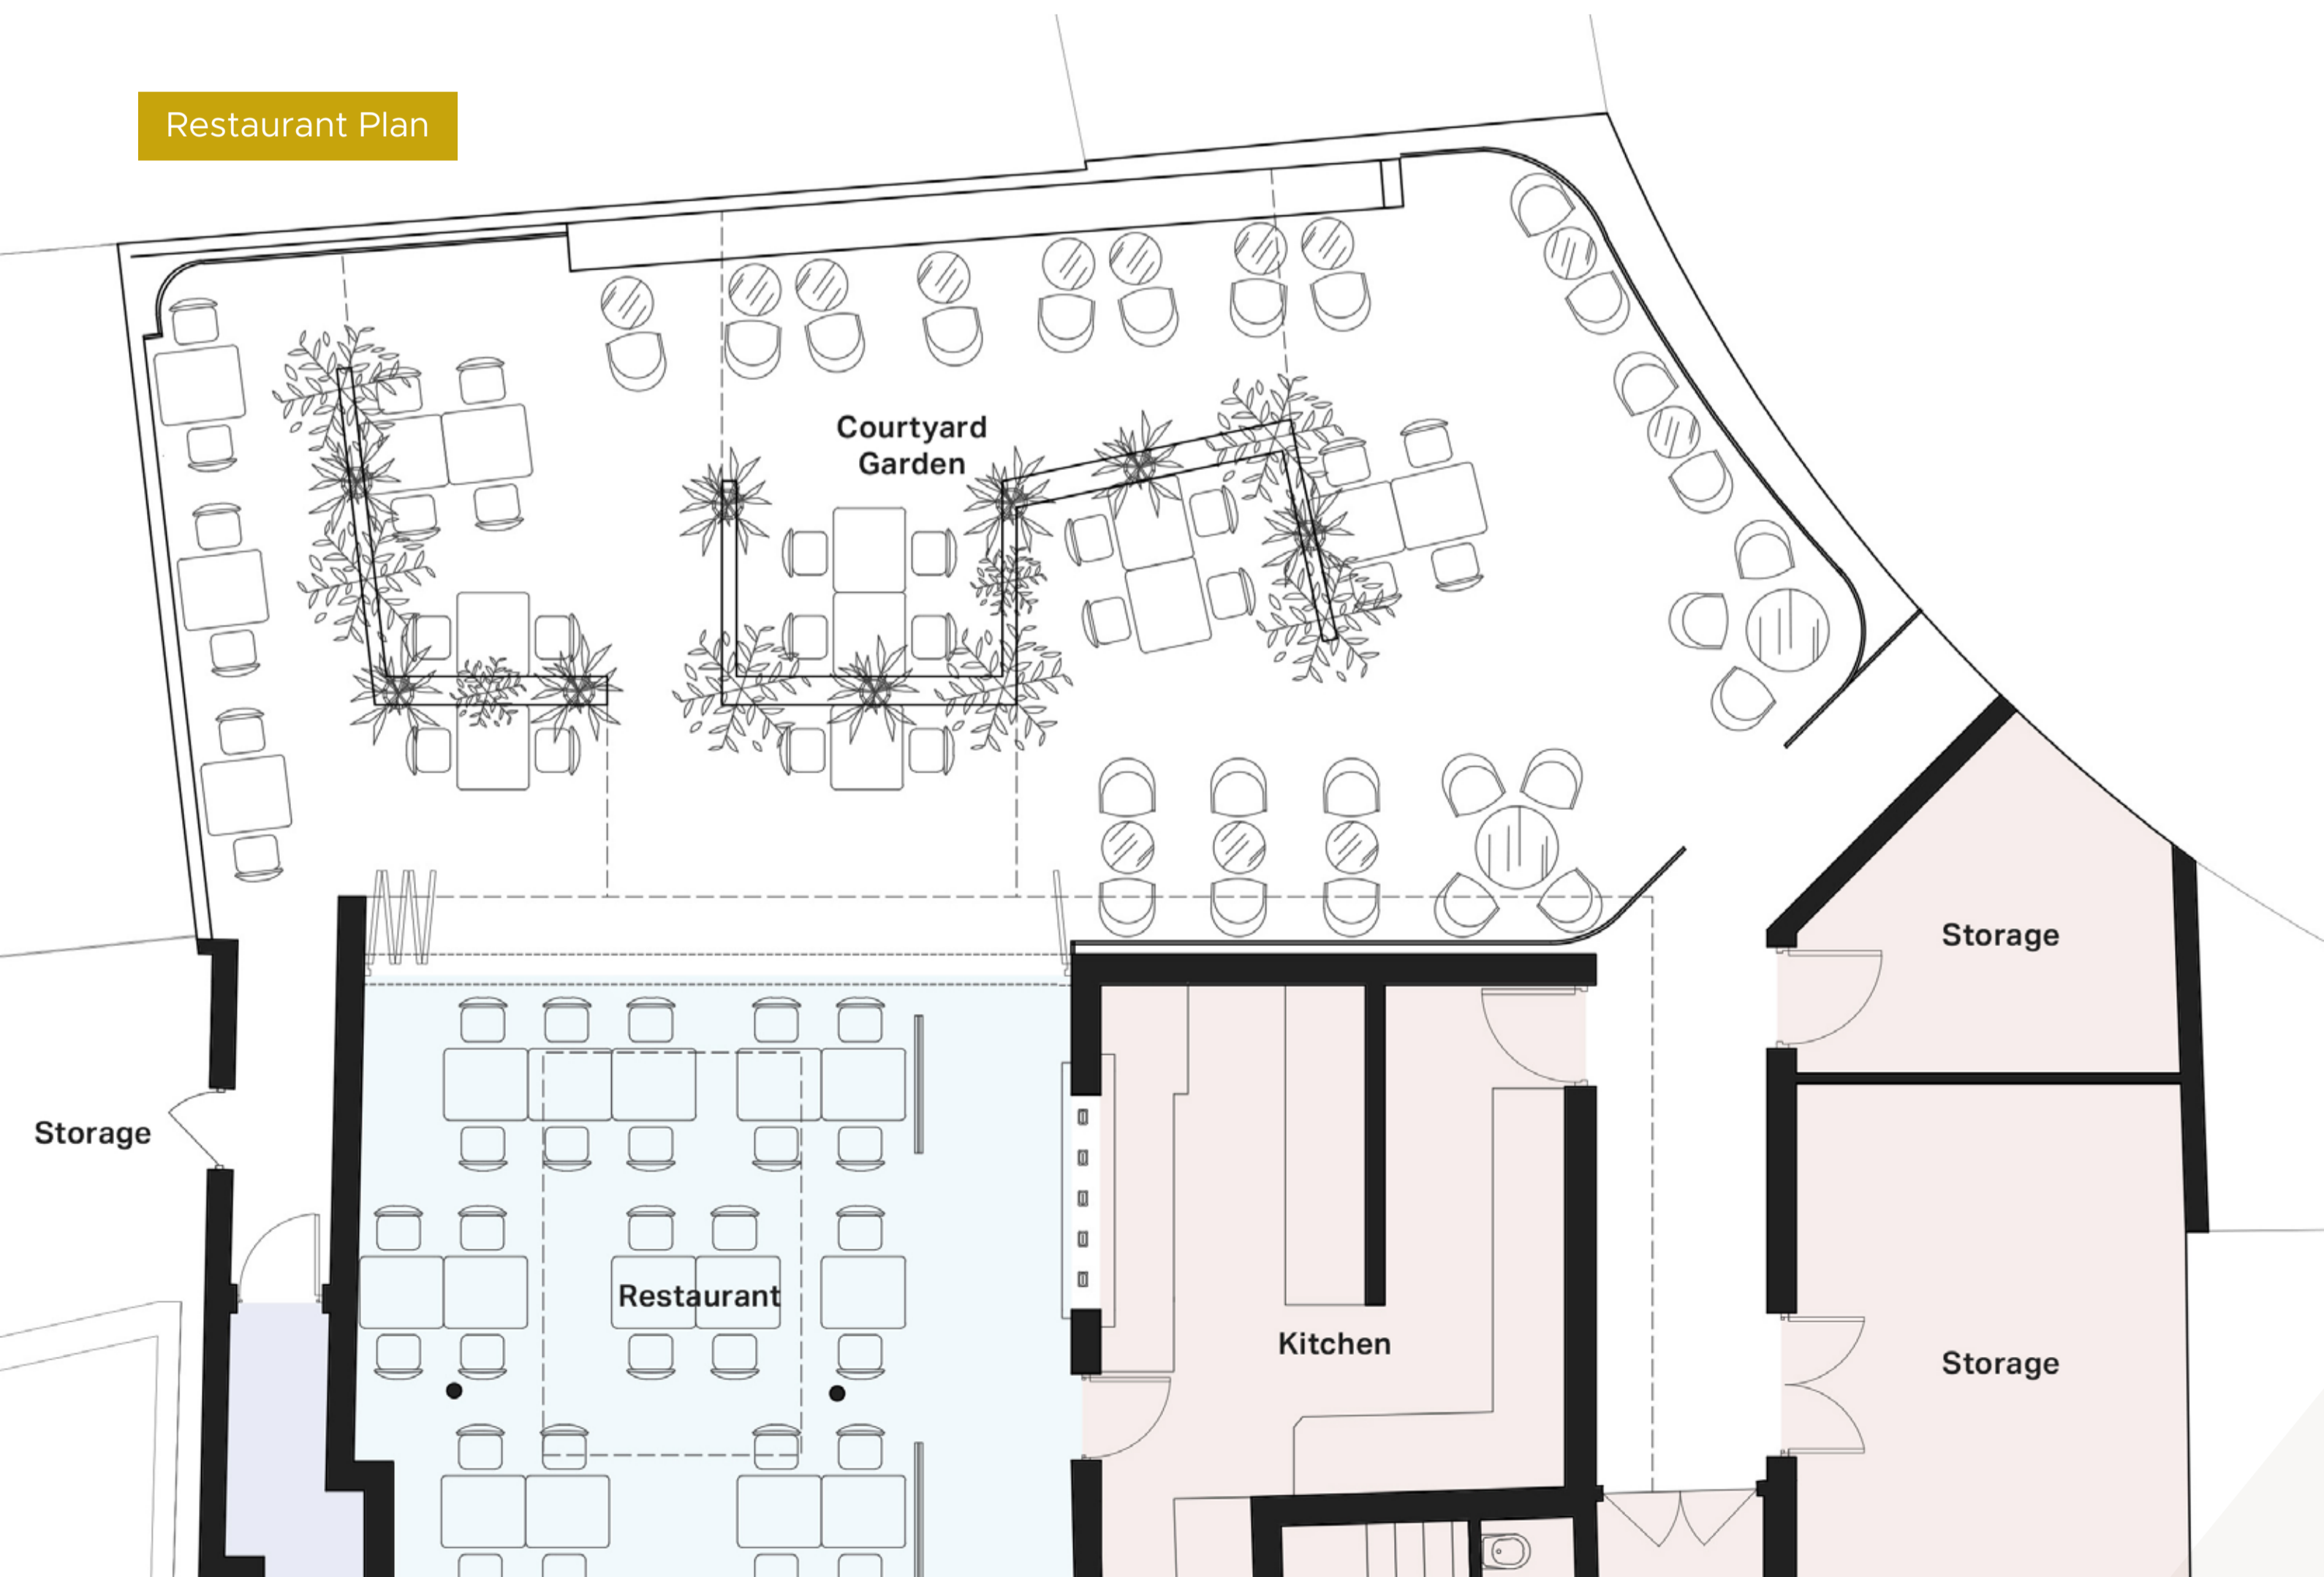 Restaurant Plan
Courtyard
Garden
Storage
Storage
Restaurant
Kitchen
Storage